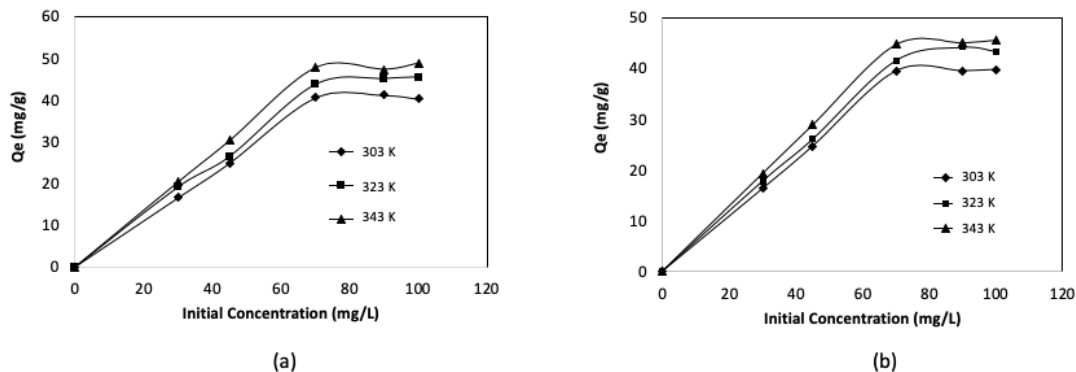 60
50
40
30
20
10
0
Qe (mg/g)
303 K
323 K
343 K
0 20 40 60 80 100 120
Initial Concentration (mg/L)
(a)
50
40
30
20
10
0
Qe (mg/g)
303 K
323 K
343 K
0 20 40 60 80 100 120
Initial Concentration (mg/L)
(b)